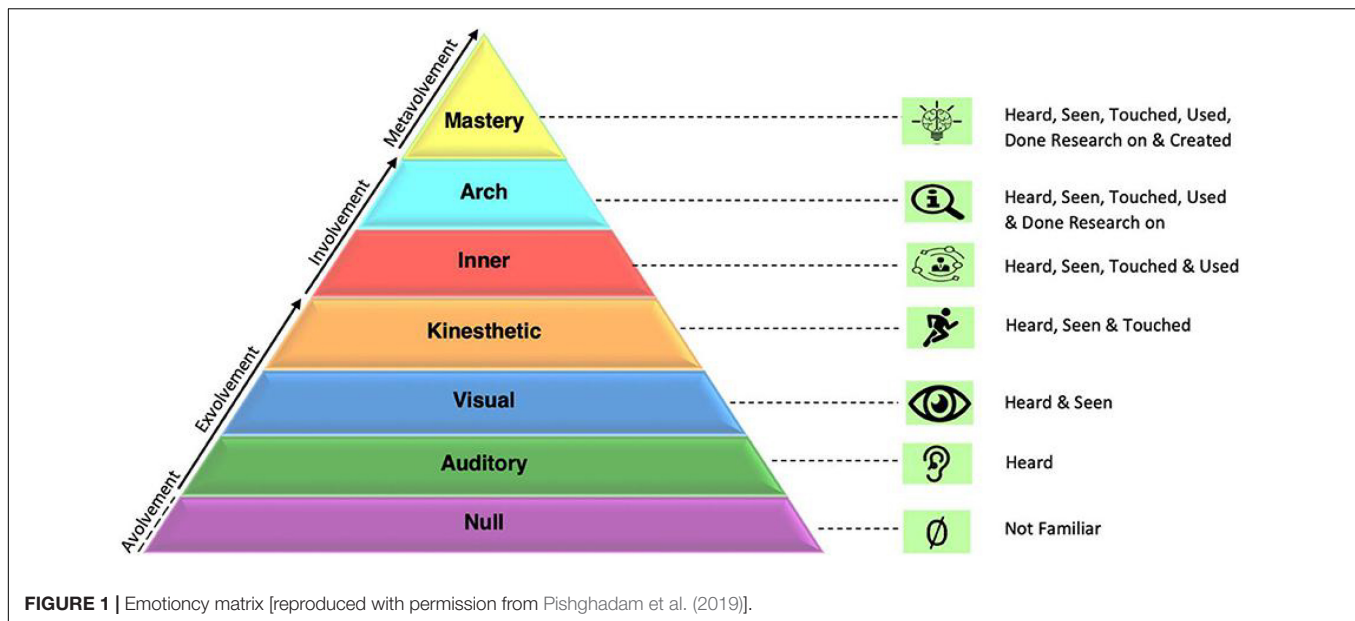 Metavolvement
Mastery
Heard, Seen, Touched, Used,
Done Research on & Created
Involvement
Arch
Heard, Seen, Touched, Used
& Done Research on
Inner
Heard, Seen, Touched & Used
Exvolvement
Kinesthetic
Heard, Seen & Touched
Visual
Heard & Seen
Auditory
Heard
Avolvement
Null
Ø
Not Familiar
FIGURE 1 | Emotioncy matrix [reproduced with permission from Pishghadam et al. (2019)].